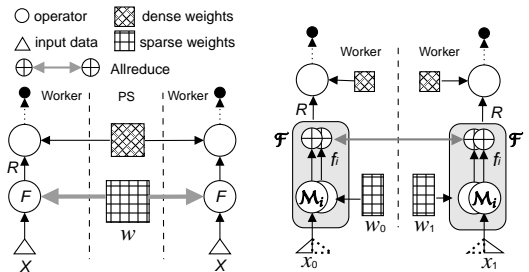 operator
dense weights
input data
sparse weights
Allreduce
Worker
PS
Worker
R
F
F
w
X
X
Worker
Worker
R
R
𝓕
𝓕
fᵢ
fᵢ
𝓜ᵢ
𝓜ᵢ
w₀
w₁
x₀
x₁